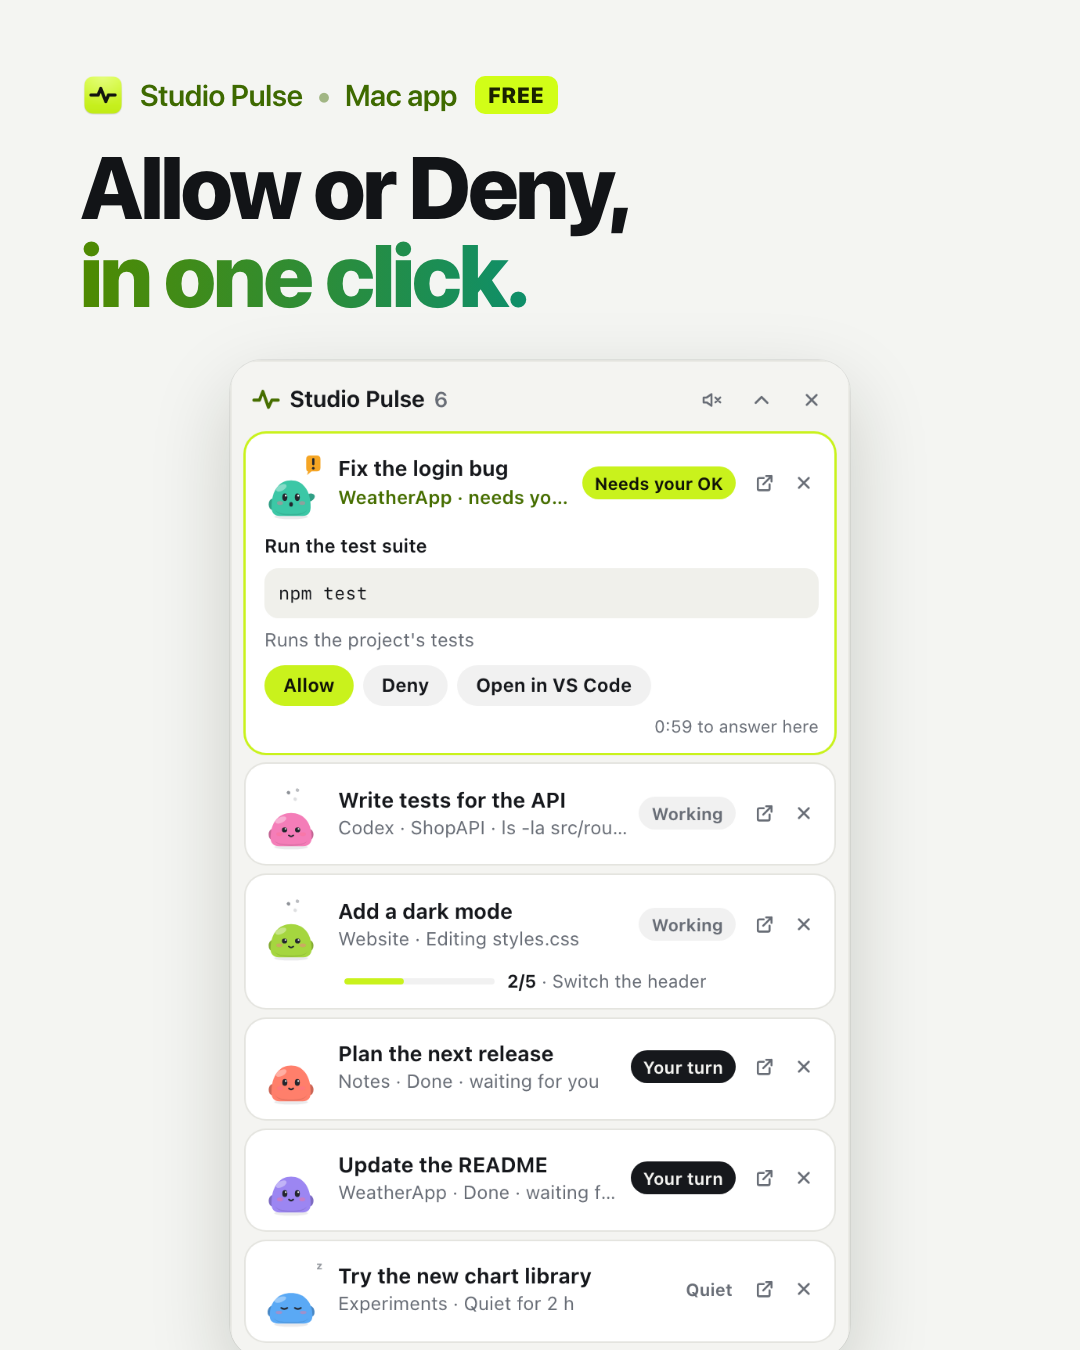 Studio Pulse • Mac app FREE
Allow or Deny,
in one click.
Studio Pulse 6
Fix the login bug
WeatherApp · needs yo...
Needs your OK
Run the test suite
npm test
Runs the project's tests
Allow
Deny
Open in VS Code
0:59 to answer here
Write tests for the API
Codex · ShopAPI · ls -la src/rou...
Working
Add a dark mode
Website · Editing styles.css
Working
2/5 · Switch the header
Plan the next release
Notes · Done · waiting for you
Your turn
Update the README
WeatherApp · Done · waiting f...
Your turn
z
Try the new chart library
Experiments · Quiet for 2 h
Quiet